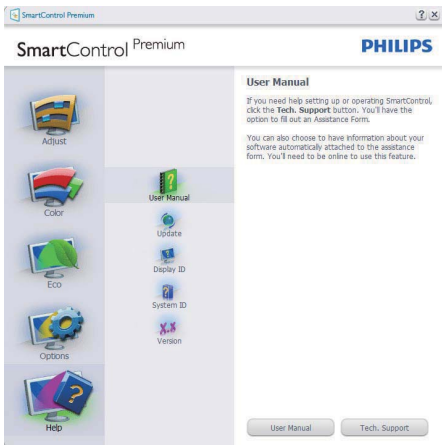 SmartControl Premium
? X
SmartControl Premium
PHILIPS
Adjust
Color
Eco
Options
Help
User Manual
Update
Display ID
System ID
X.X
Version
User Manual
If you need help setting up or operating SmartControl,
click the Tech. Support button. You'll have the
option to fill out an Assistance Form.
You can also choose to have information about your
software automatically attached to the assistance
form. You'll need to be online to use this feature.
User Manual
Tech. Support